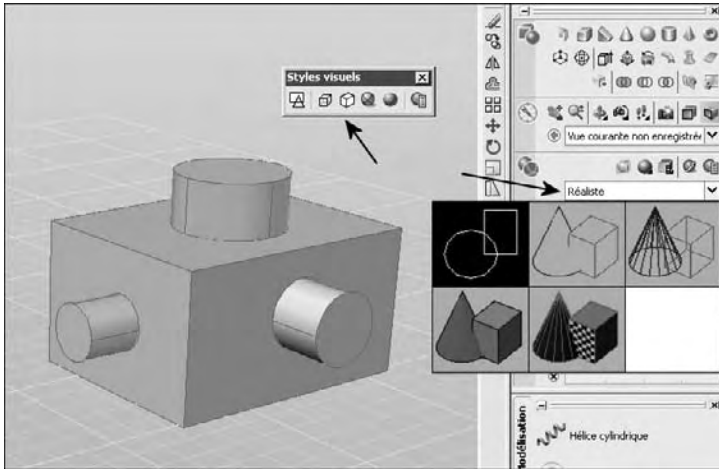 Styles visuels
Vue courante non enregistrée
Réaliste
Modélisation
Hélice cylindrique